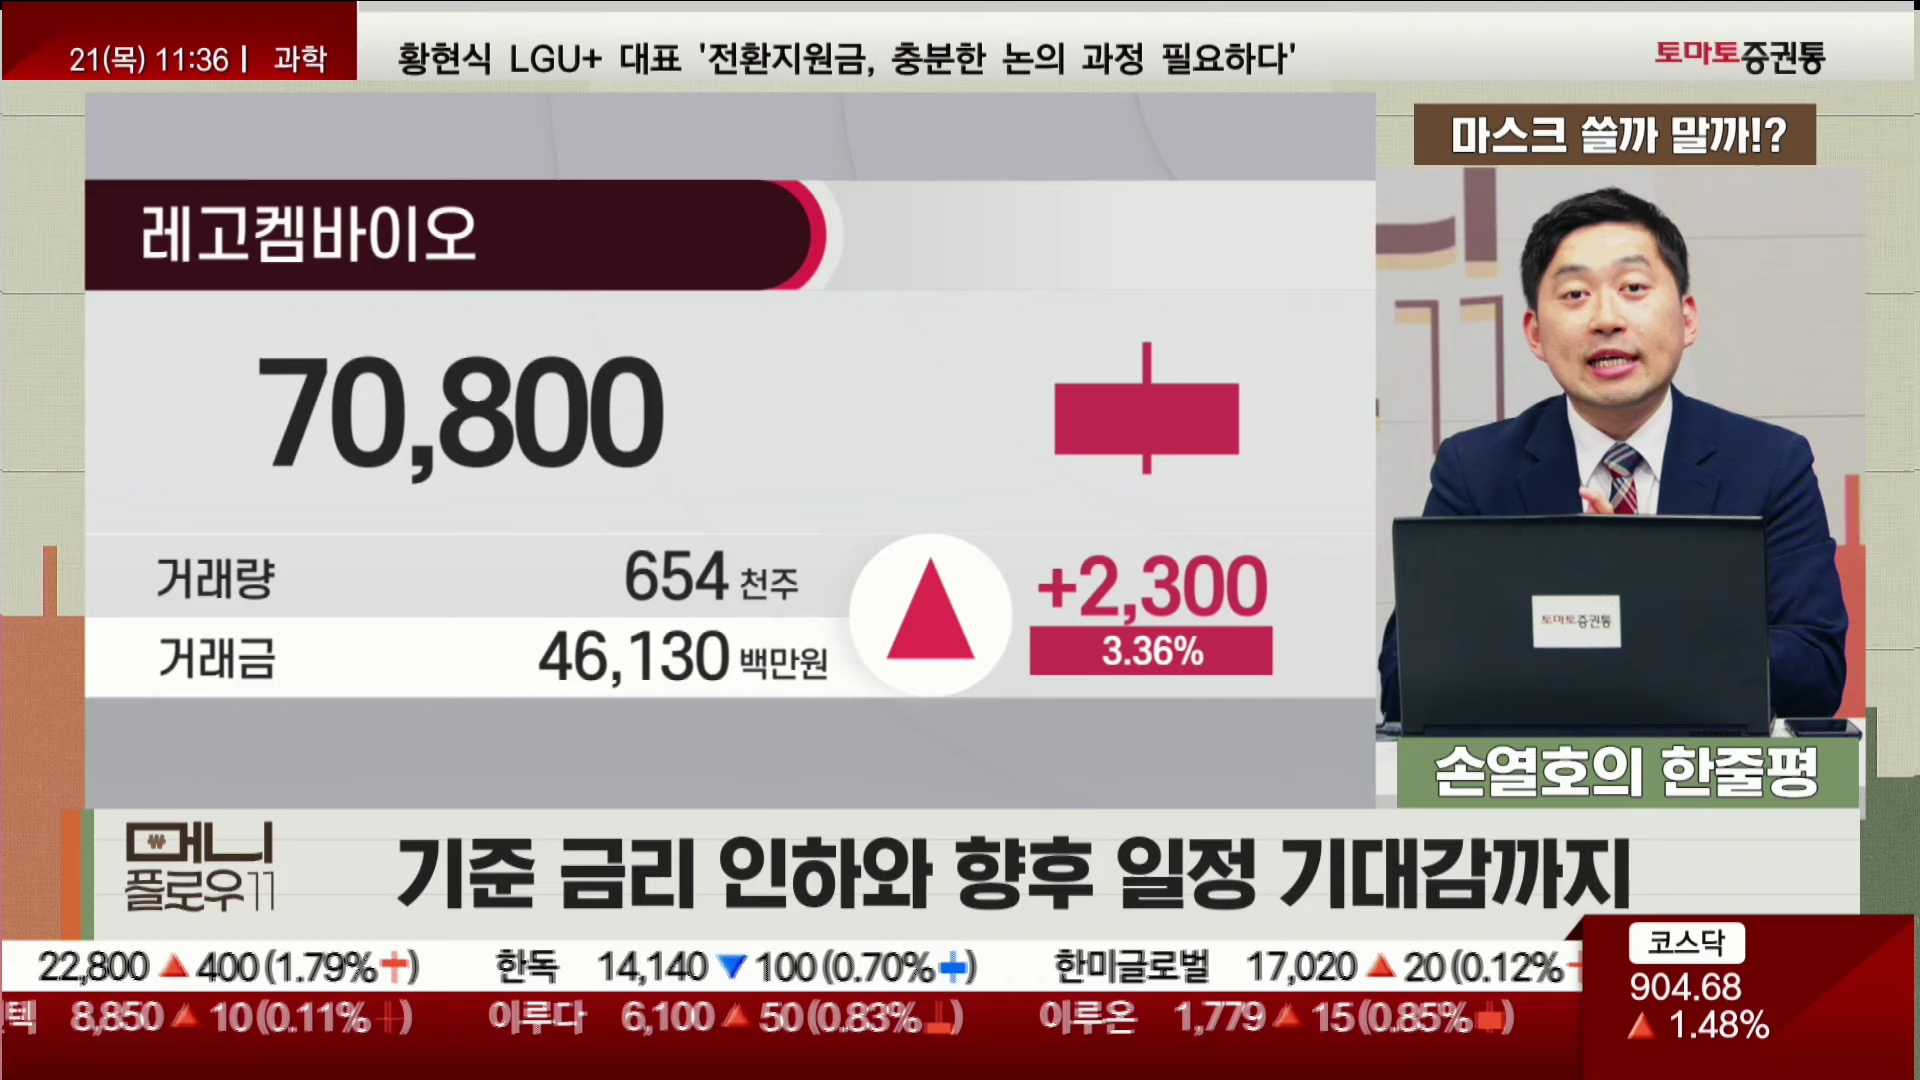 21(목) 11:36 | 과학
황현식 LGU+ 대표 '전환지원금, 충분한 논의 과정 필요하다'
토마토증권통
마스크 쓸까 말까!?
레고켐바이오
70,800
거래량 654 천주
+2,300
거래금 46,130 백만원
3.36%
토마토증권통
손열호의 한줄평
머니
플로우11
기준 금리 인하와 향후 일정 기대감까지
22,800 ▲ 400 (1.79%) 한독 14,140 ▼ 100 (0.70%) 한미글로벌 17,020 ▲ 20 (0.12%
텍 8,850 ▲ 10 (0.11%) 이루다 6,100 ▲ 50 (0.83%) 이루온 1,779 ▲ 15 (0.85%)
코스닥
904.68
▲ 1.48%